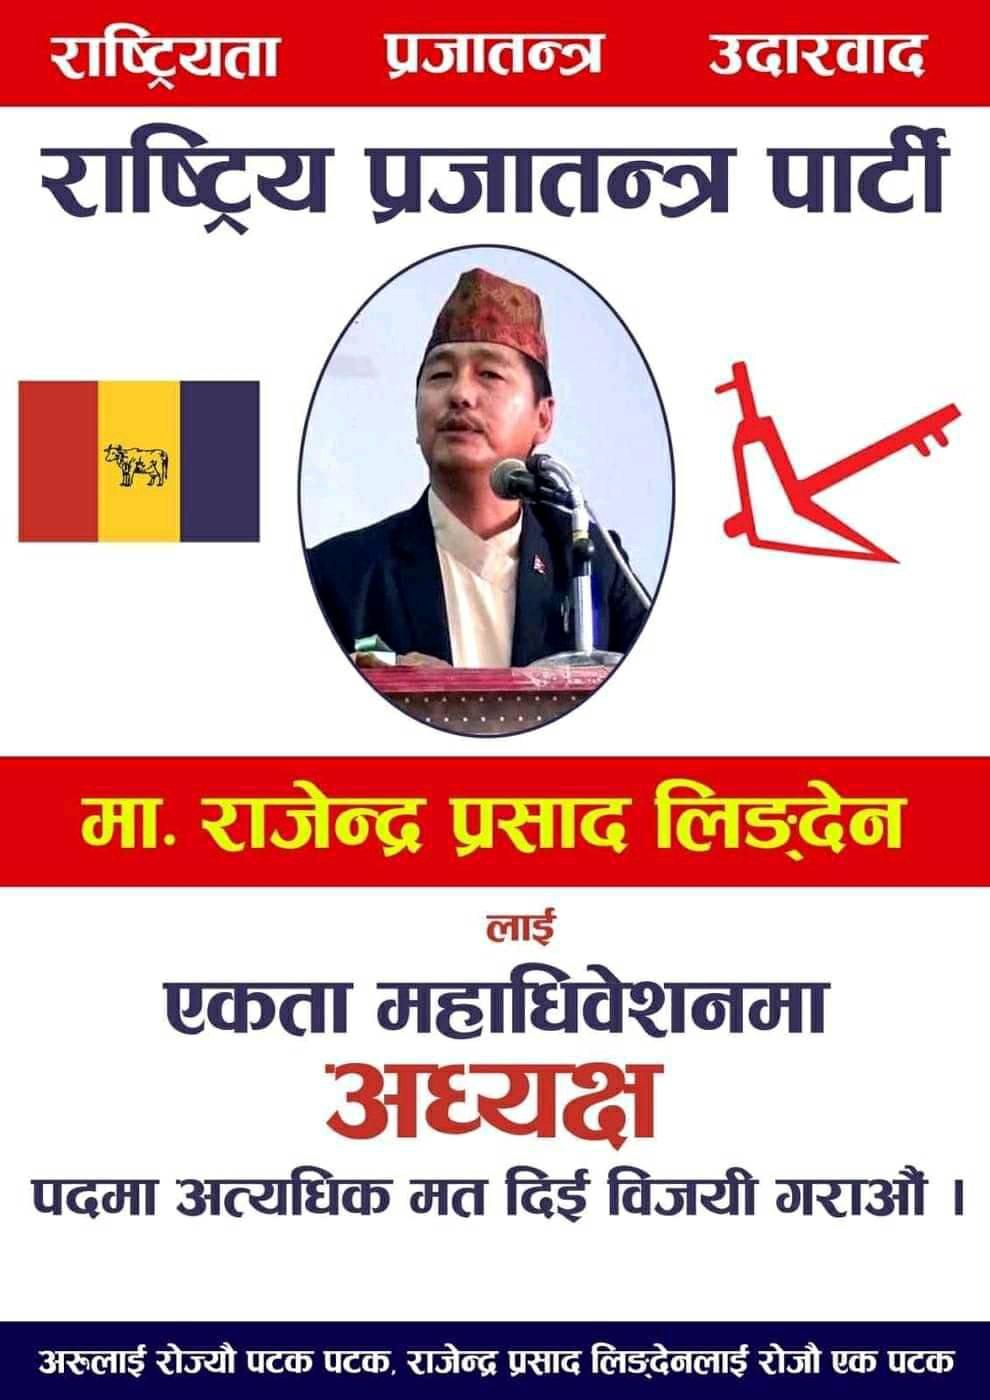 राष्ट्रियता प्रजातन्त्र उदारवाद
राष्ट्रिय प्रजातन्त्र पार्टी
मा. राजेन्द्र प्रसाद लिङ्देन
लाई
एकता महाधिवेशनमा
अध्यक्ष
पदमा अत्यधिक मत दिई विजयी गराऔं ।
अरुलाई रोज्यौ पटक पटक, राजेन्द्र प्रसाद लिङ्देनलाई रोजौ एक पटक